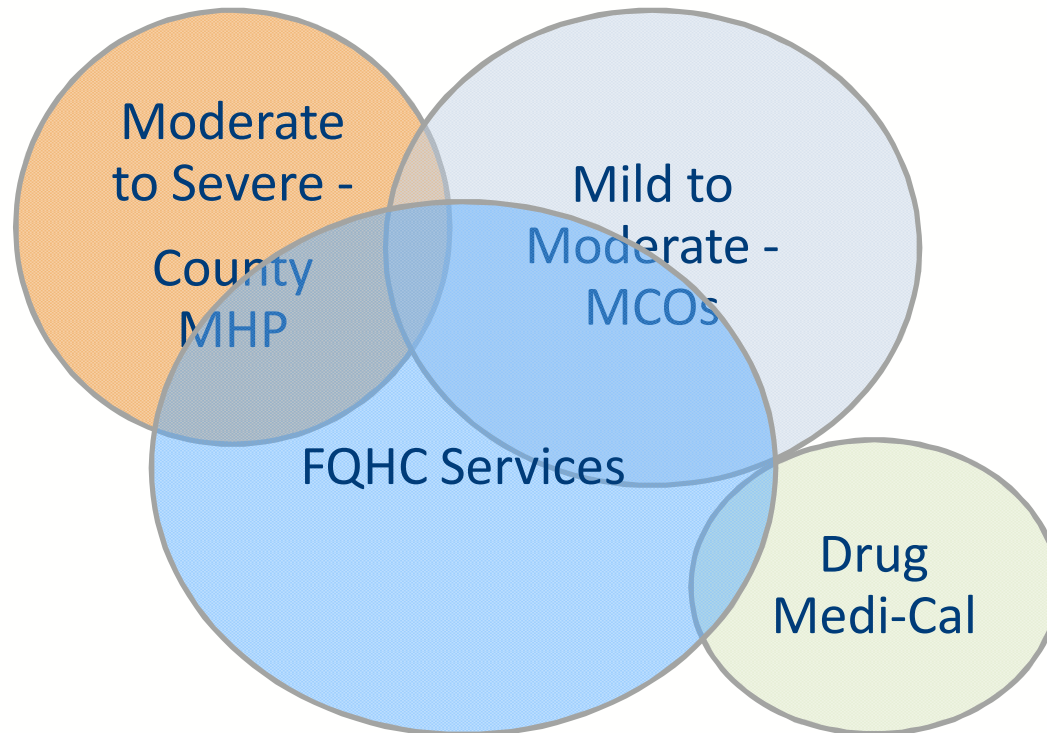 Moderate
to Severe -
County
MHP
Mild to
Moderate -
MCOs
FQHC Services
Drug
Medi-Cal